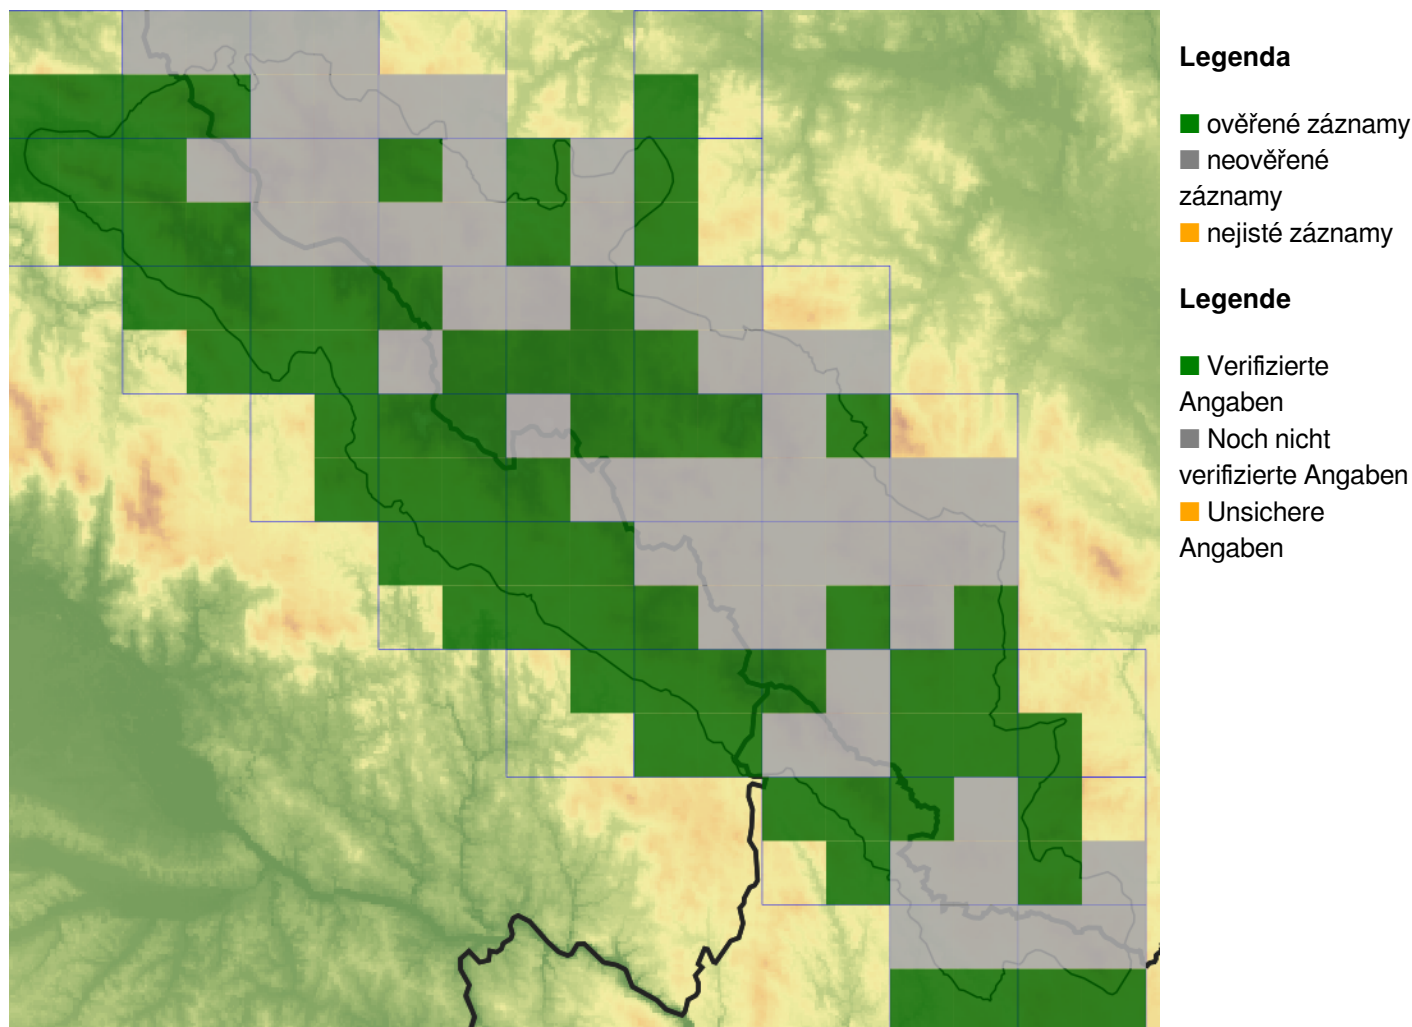 Legenda
ověřené záznamy
neověřené
záznamy
nejisté záznamy
Legende
Verifizierte
Angaben
Noch nicht
verifizierte Angaben
Unsichere
Angaben